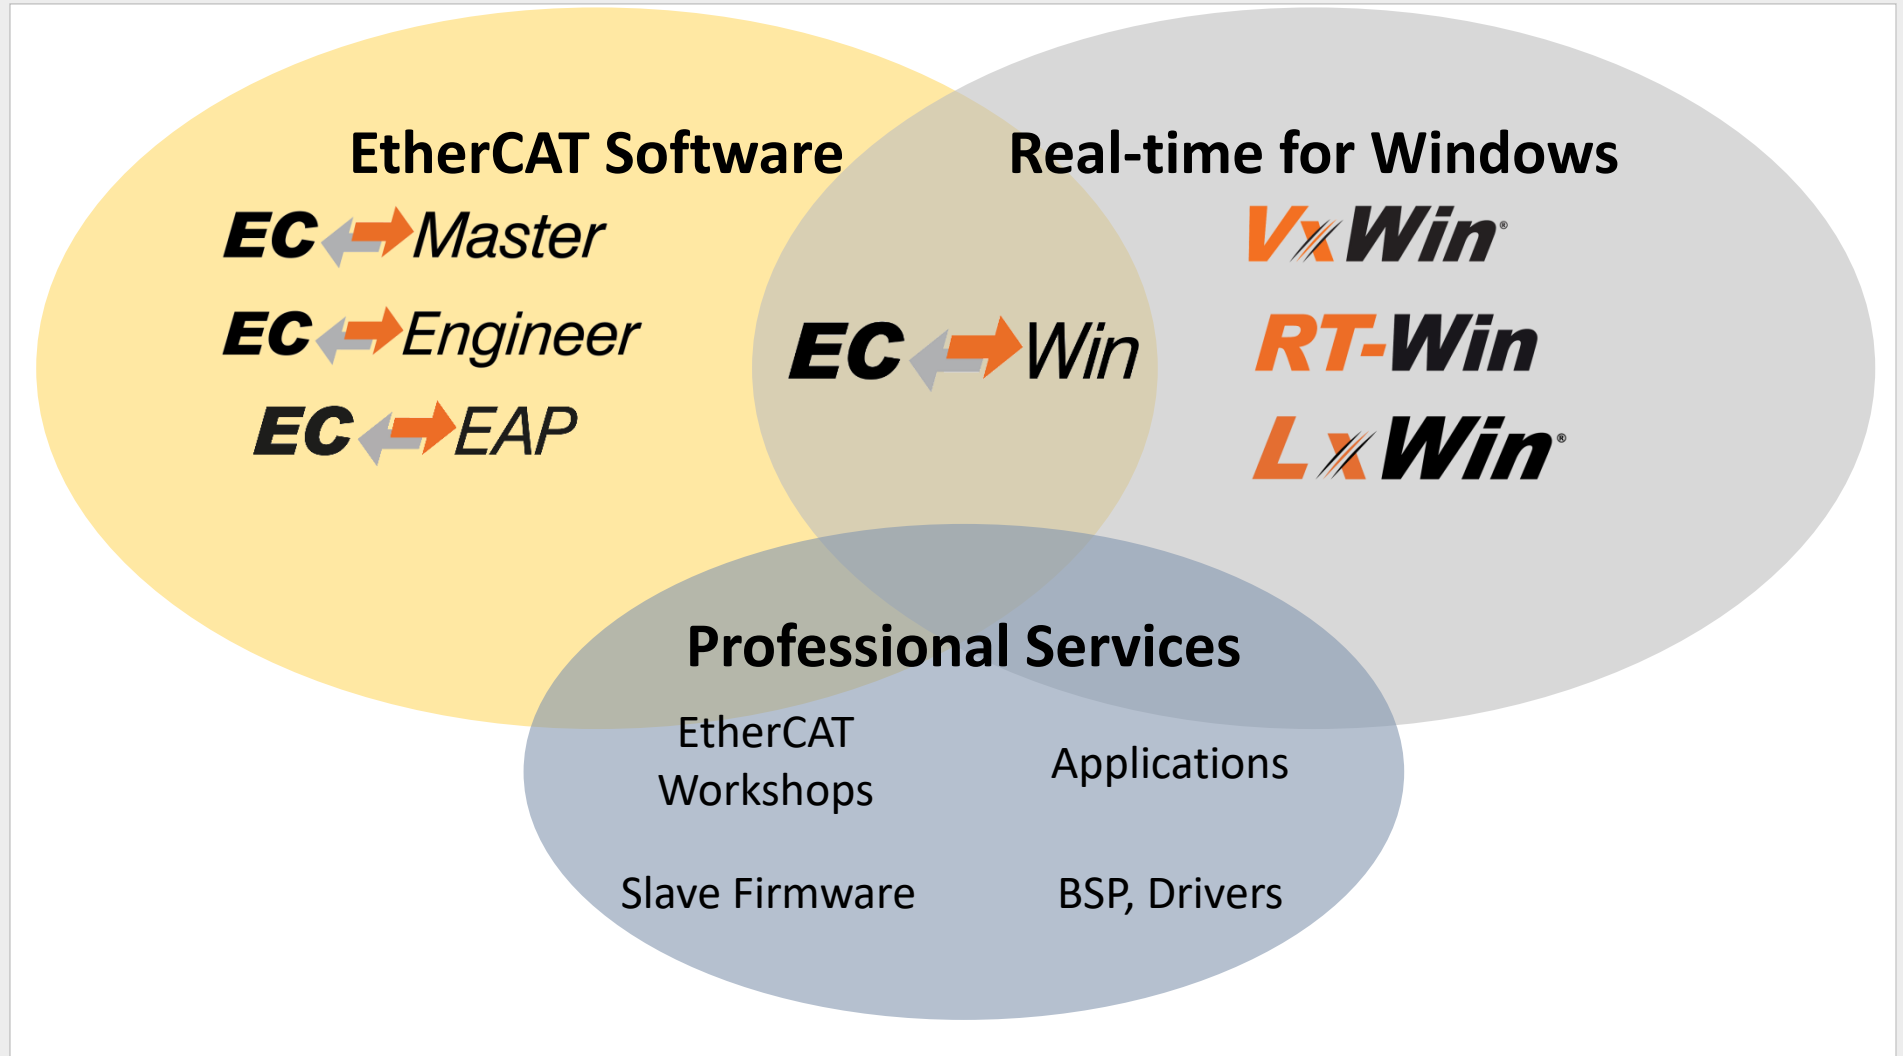 EtherCAT Software
EC Master
EC Engineer
EC EAP
EC Win
Real-time for Windows
VxWin®
RT-Win
LxWin®
Professional Services
EtherCAT
Workshops
Applications
Slave Firmware
BSP, Drivers